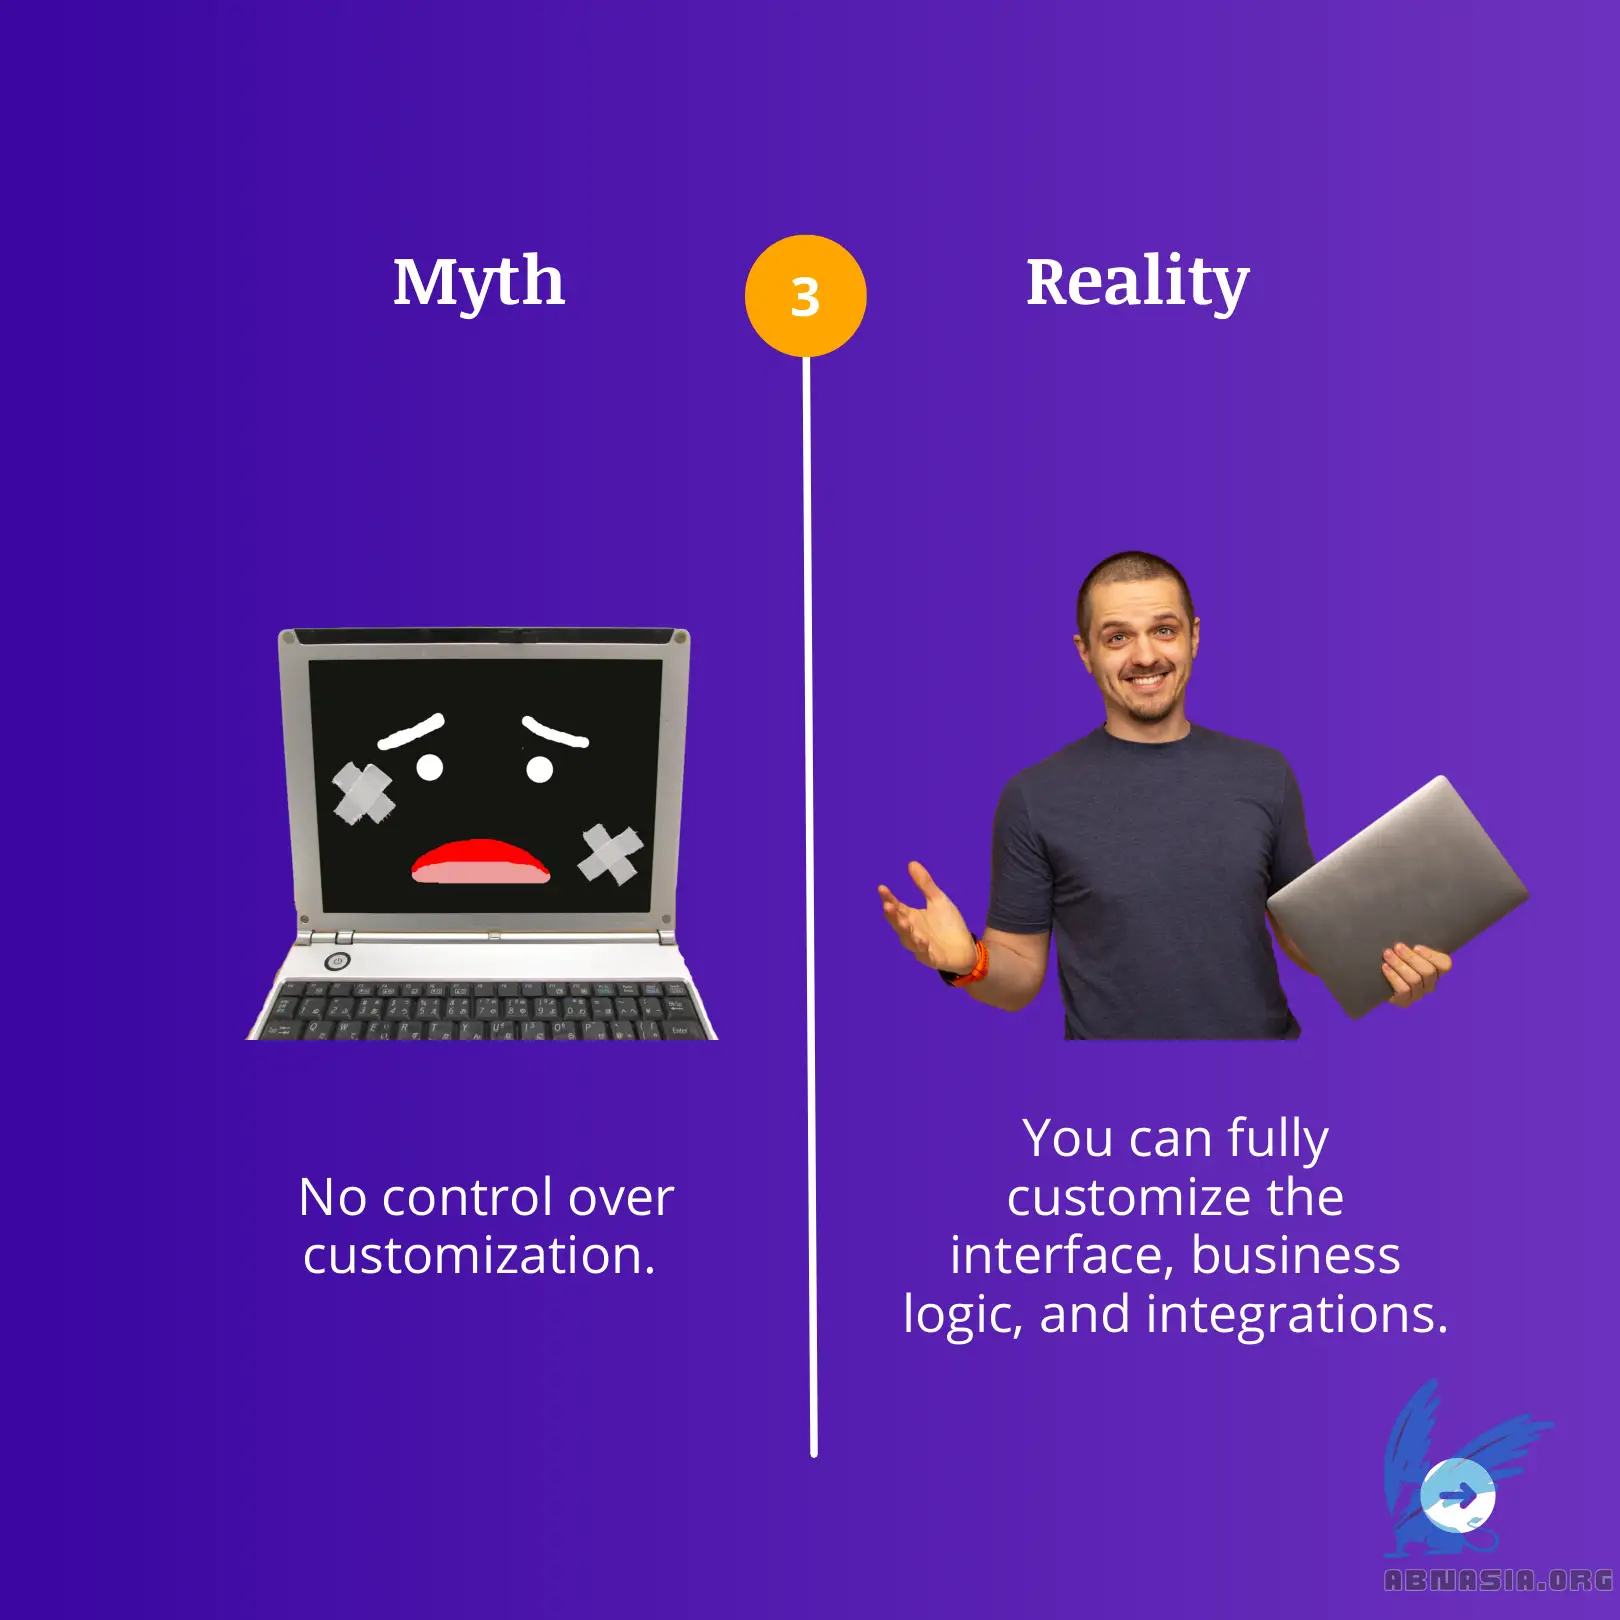 Myth
3
Reality
No control over
customization.
You can fully
customize the
interface, business
logic, and integrations.
ABNASIA.ORG